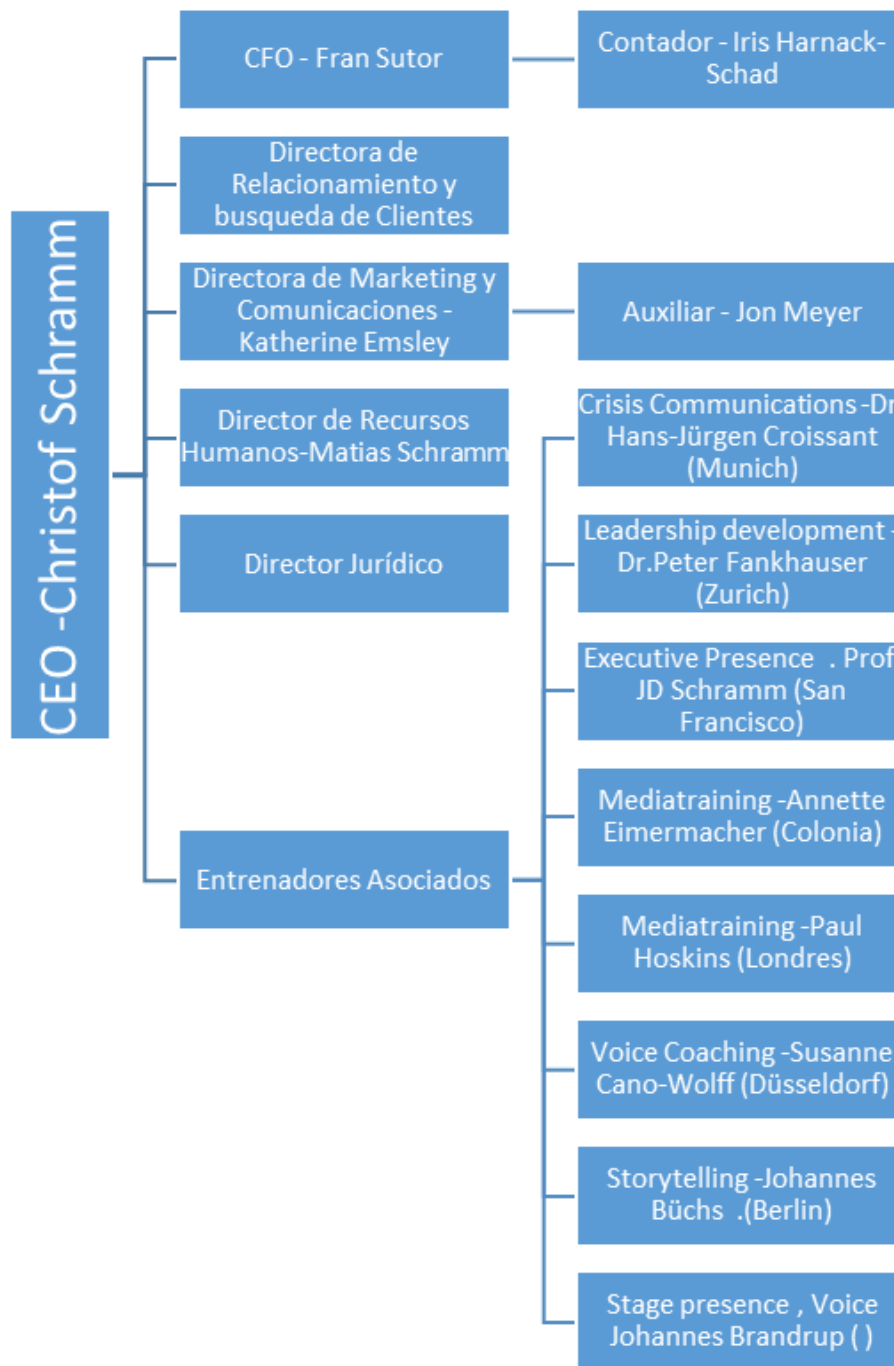 CEO -Christof Schramm
CFO - Fran Sutor
Contador - Iris Harnack-
Schad
Directora de
Relacionamiento y
busqueda de Clientes
Directora de Marketing y
Comunicaciones -
Katherine Emsley
Auxiliar - Jon Meyer
Director de Recursos
Humanos-Matias Schramm
Director Jurídico
Entrenadores Asociados
Crisis Communications -Dr
Hans-Jürgen Croissant
(Munich)
Leadership development -
Dr.Peter Fankhauser
(Zurich)
Executive Presence . Prof
JD Schramm (San
Francisco)
Mediatraining -Annette
Eimermacher (Colonia)
Mediatraining -Paul
Hoskins (Londres)
Voice Coaching -Susanne
Cano-Wolff (Düsseldorf)
Storytelling -Johannes
Büchs .(Berlin)
Stage presence , Voice
Johannes Brandrup ( )